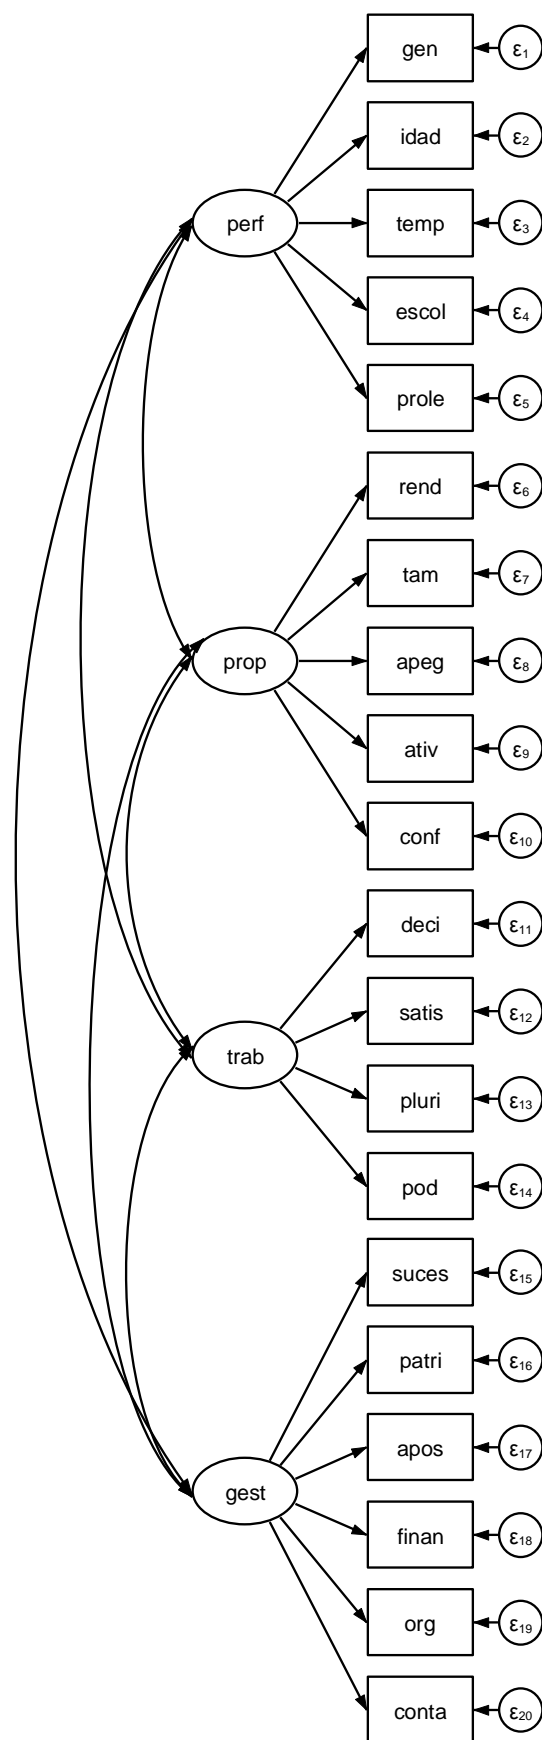 gen ε1
idad ε2
perf temp ε3
escol ε4
prole ε5
rend ε6
tam ε7
prop apeg ε8
ativ ε9
conf ε10
deci ε11
satis ε12
trab
pluri ε13
pod ε14
suces ε15
patri ε16
apos ε17
gest
finan ε18
org ε19
conta ε20